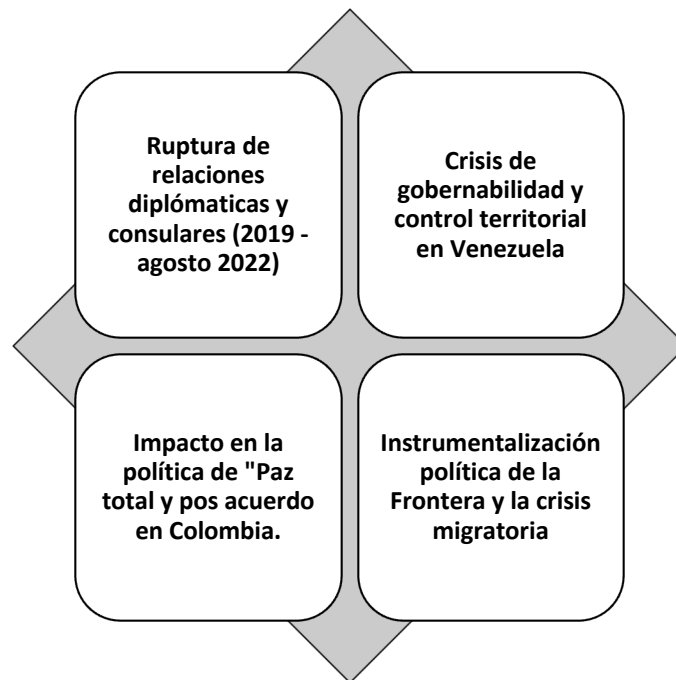 Ruptura de
relaciones
diplómaticas y
consulares (2019 -
agosto 2022)
Crisis de
gobernabilidad y
control territorial
en Venezuela
Impacto en la
política de "Paz
total y pos acuerdo
en Colombia.
Instrumentalización
política de la
Frontera y la crisis
migratoria